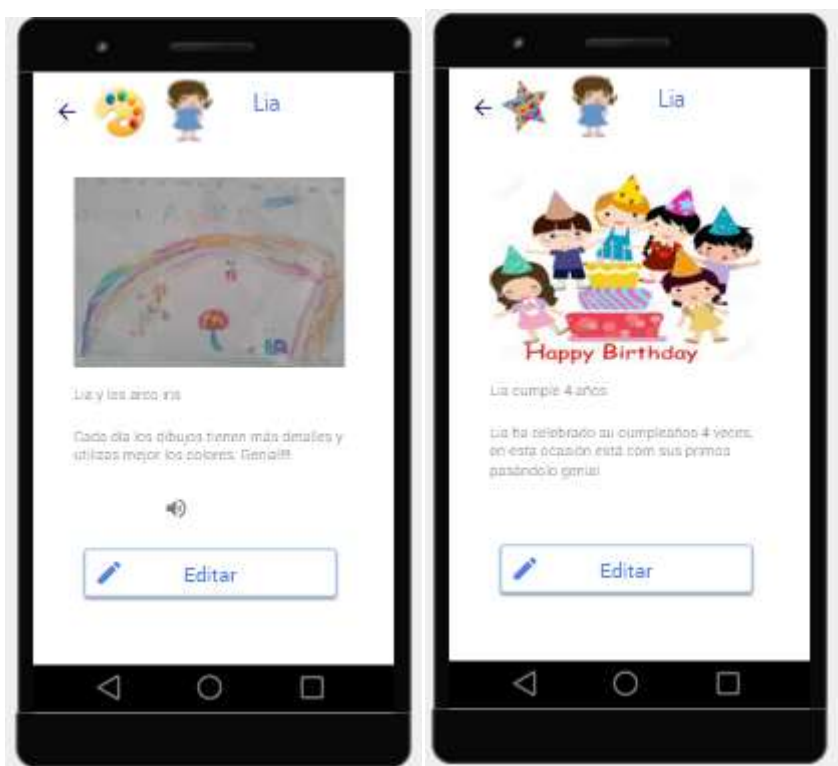 Lia
LIA
Lia y los arco iris
Cada día los dibujos tienen más detalles y
utilizas mejor los colores. Genial!!!
Editar
Lia
Happy Birthday
Lia cumple 4 años
Lia ha celebrado su cumpleaños 4 veces,
en esta ocasión está com sus primos
pasándolo genial
Editar